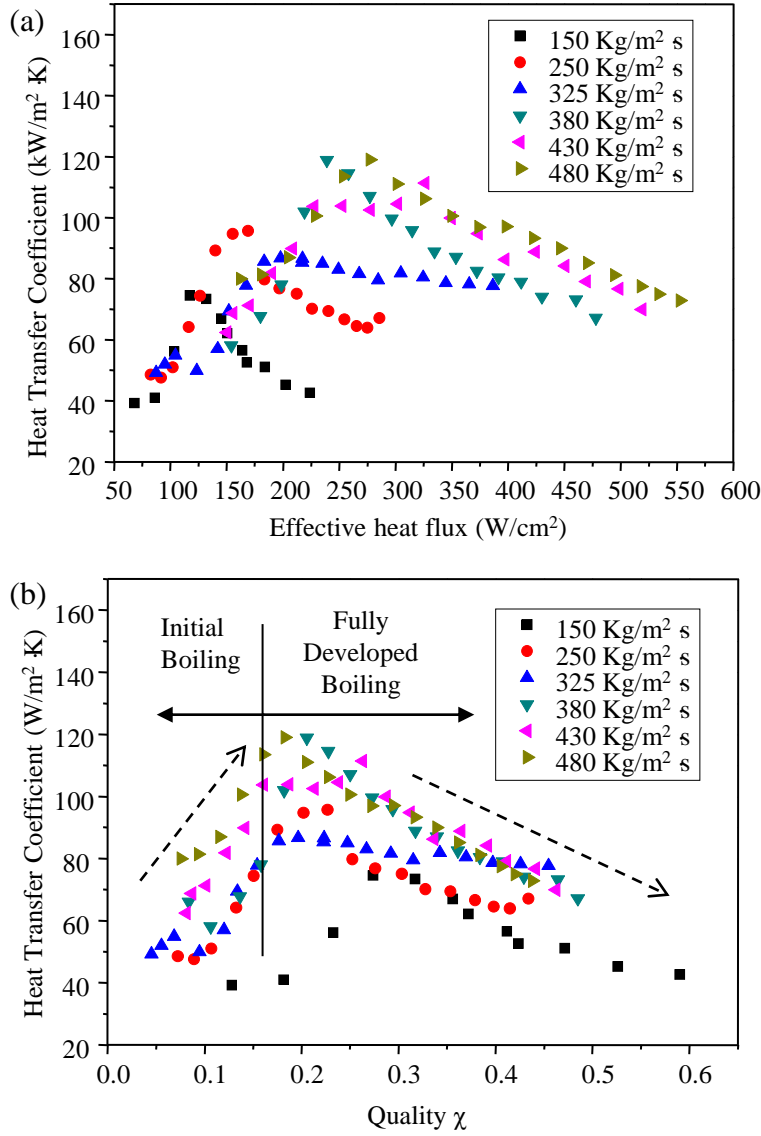 (a)
160
140
120
100
80
60
40
20
Heat Transfer Coefficient (kW/m² ·K)
150 Kg/m² s
250 Kg/m² s
325 Kg/m² s
380 Kg/m² s
430 Kg/m² s
480 Kg/m² s
50 100 150 200 250 300 350 400 450 500 550 600
Effective heat flux (W/cm²)
(b)
160
140
120
100
80
60
40
20
Heat Transfer Coefficient (W/m² ·K)
Initial
Boiling
Fully
Developed
Boiling
150 Kg/m² s
250 Kg/m² s
325 Kg/m² s
380 Kg/m² s
430 Kg/m² s
480 Kg/m² s
0.0 0.1 0.2 0.3 0.4 0.5 0.6
Quality χ